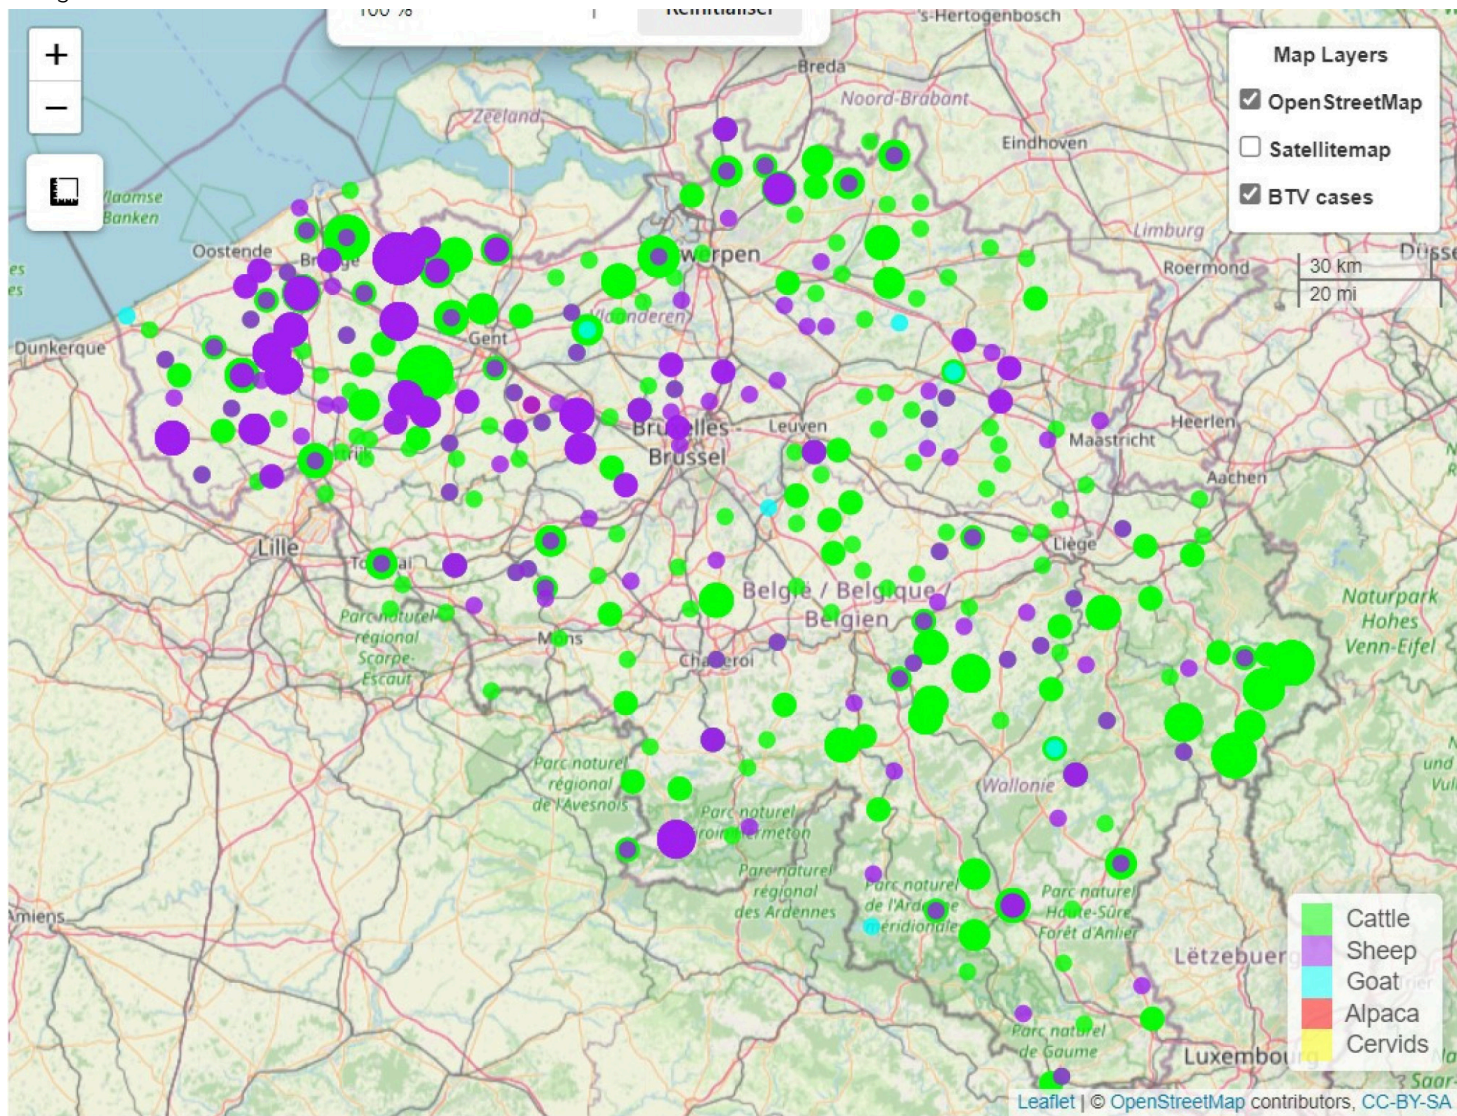 100 %
Réinitialiser
's-Hertogenbosch
+
−
Map Layers
OpenStreetMap
Satellitemap
BTV cases
Breda
Noord-Brabant
Zeeland
Eindhoven
Vlaamse
Banken
Limburg
Oostende
werpen
Roermond
Düsse
30 km
20 mi
Vlaanderen
Gent
Dunkerque
Heerlen
Leuven
Maastricht
Bruxelles -
Brussel
Aachen
Lille
Liège
België / Belgique /
Belgien
Naturpark
Hohes
Venn-Eifel
Parc naturel
régional
Scarpe-
Escaut
Mons
Parc naturel
régional
de l'Avesnois
Wallonie
Parc naturel
Parc naturel
régional
des Ardennes
Parc naturel
de l'Ardenne
méridionale
Parc naturel
Haute-Sûre
Forêt d'Anlier
Amiens
Cattle
Sheep
Goat
Alpaca
Cervids
Lëtzebuerg
Parc naturel
de Gaume
Luxembourg
Saar-
Leaflet | © OpenStreetMap contributors, CC-BY-SA